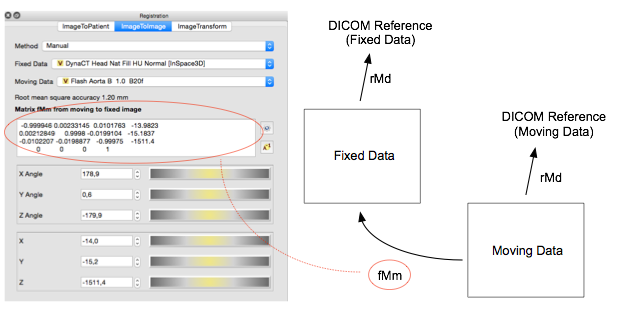 Registration
ImageToPatient ImageToImage ImageTransform
Method Manual
Fixed Data V DynaCT Head Nat Fill HU Normal [InSpace3D]
Moving Data V Flash Aorta B 1.0 B20f
Root mean square accuracy 1.20 mm
Matrix fMm from moving to fixed image
-0.999946 0.00233145 0.0101763 -13.9823
0.00212849 0.9998 -0.0199104 -15.1837
-0.0102207 -0.0198877 -0.99975 -1511.4
0 0 0 1
X Angle 178,9
Y Angle 0,6
Z Angle -179,9
X -14,0
Y -15,2
Z -1511,4
DICOM Reference
(Fixed Data)
rMd
Fixed Data
DICOM Reference
(Moving Data)
rMd
Moving Data
fMm